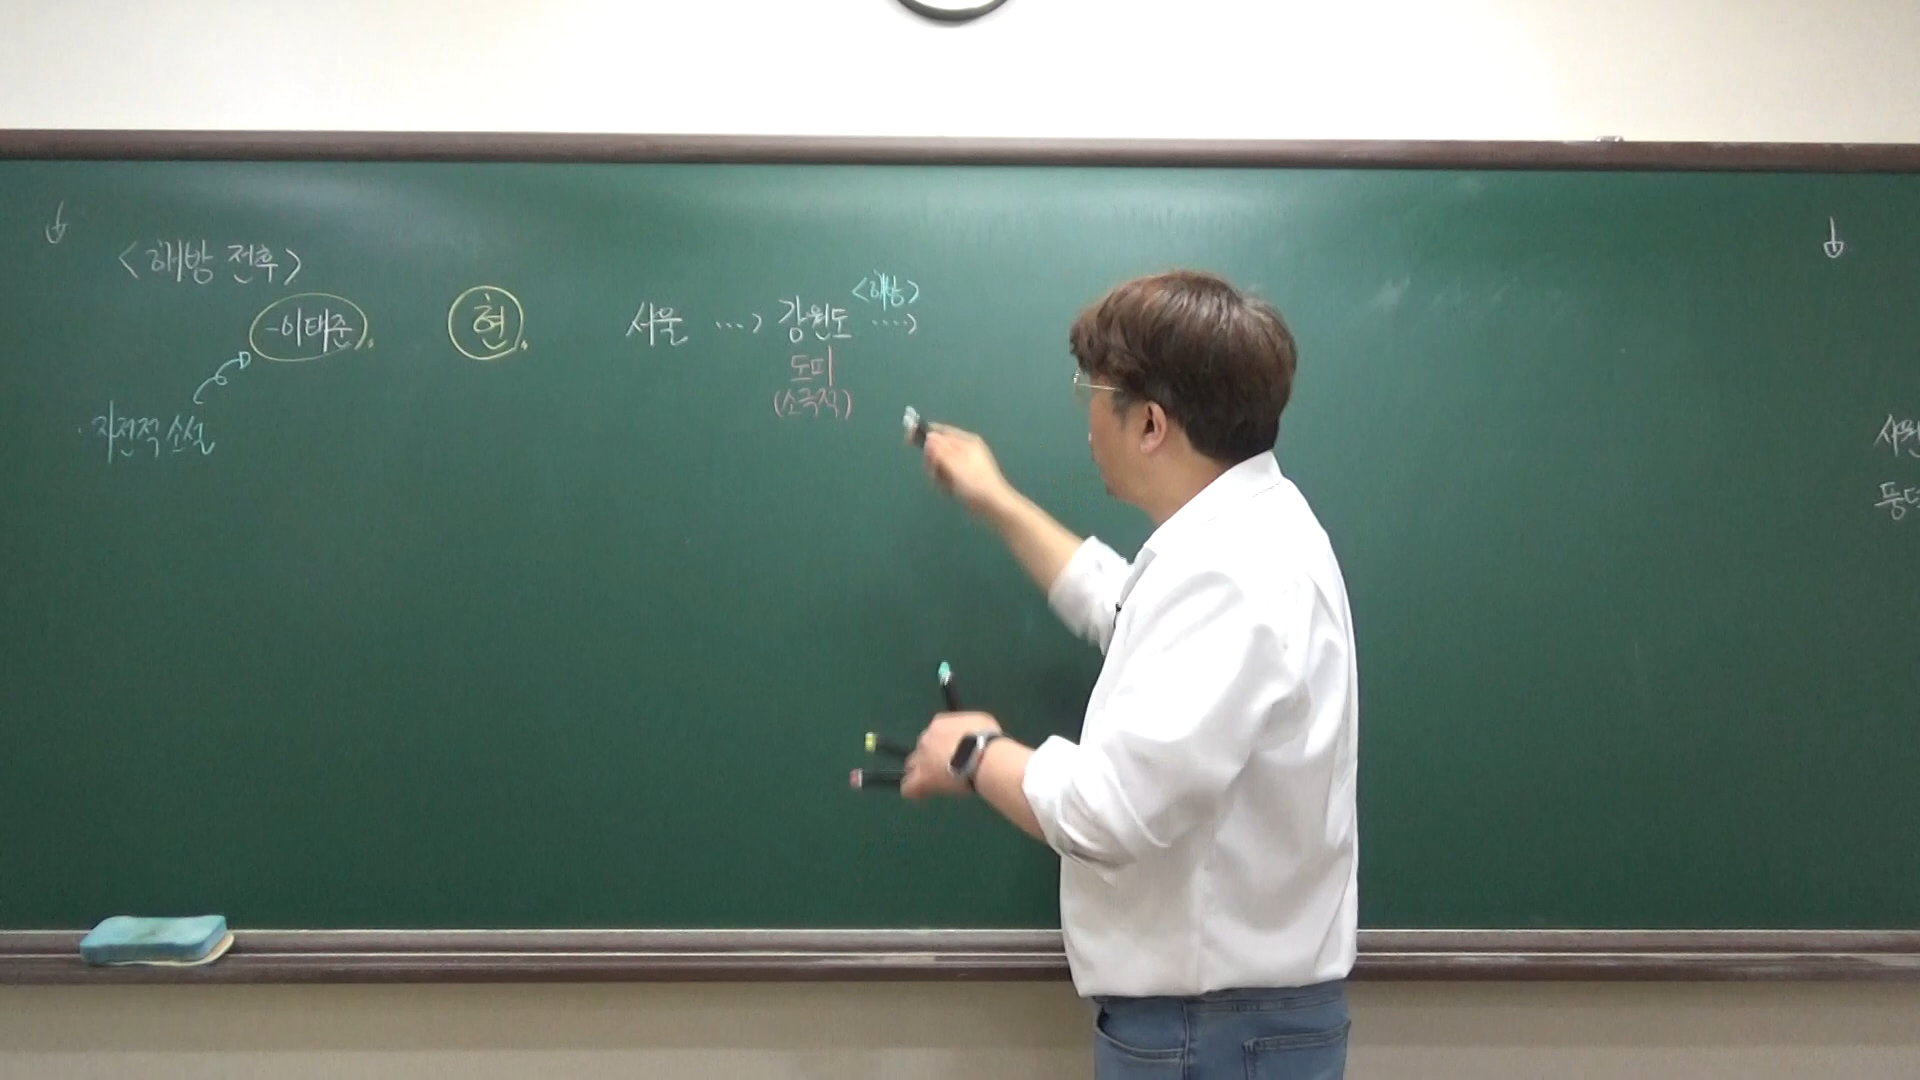 <해방 전후>
-이태준
현
<해방>
서울 ...> 강원도 ....>
도피
(소극적)
· 자전적 소설